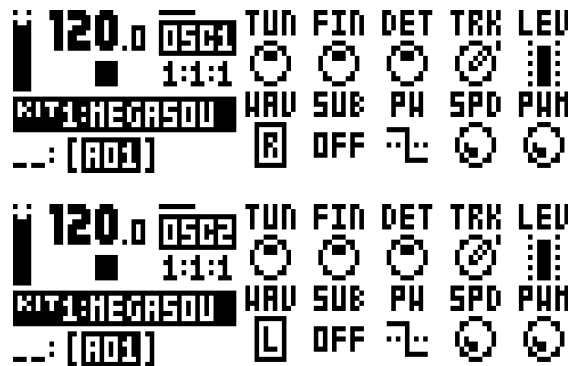 120.0 OSC1 TUN FIN DET TRK LEV
1:1:1
KIT1:MEGASOU WAV SUB PW SPD PWM
__:[A01] R OFF
120.0 OSC2 TUN FIN DET TRK LEV
1:1:1
KIT1:MEGASOU WAV SUB PW SPD PWM
__:[A01] L OFF